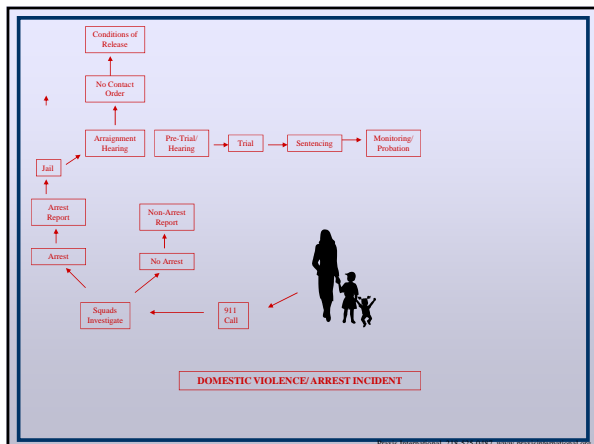 Conditions of
Release
No Contact
Order
Arraignment
Hearing
Pre-Trial/
Hearing
Trial
Sentencing
Monitoring/
Probation
Jail
Arrest
Report
Non-Arrest
Report
Arrest
No Arrest
Squads
Investigate
911
Call
DOMESTIC VIOLENCE/ ARREST INCIDENT